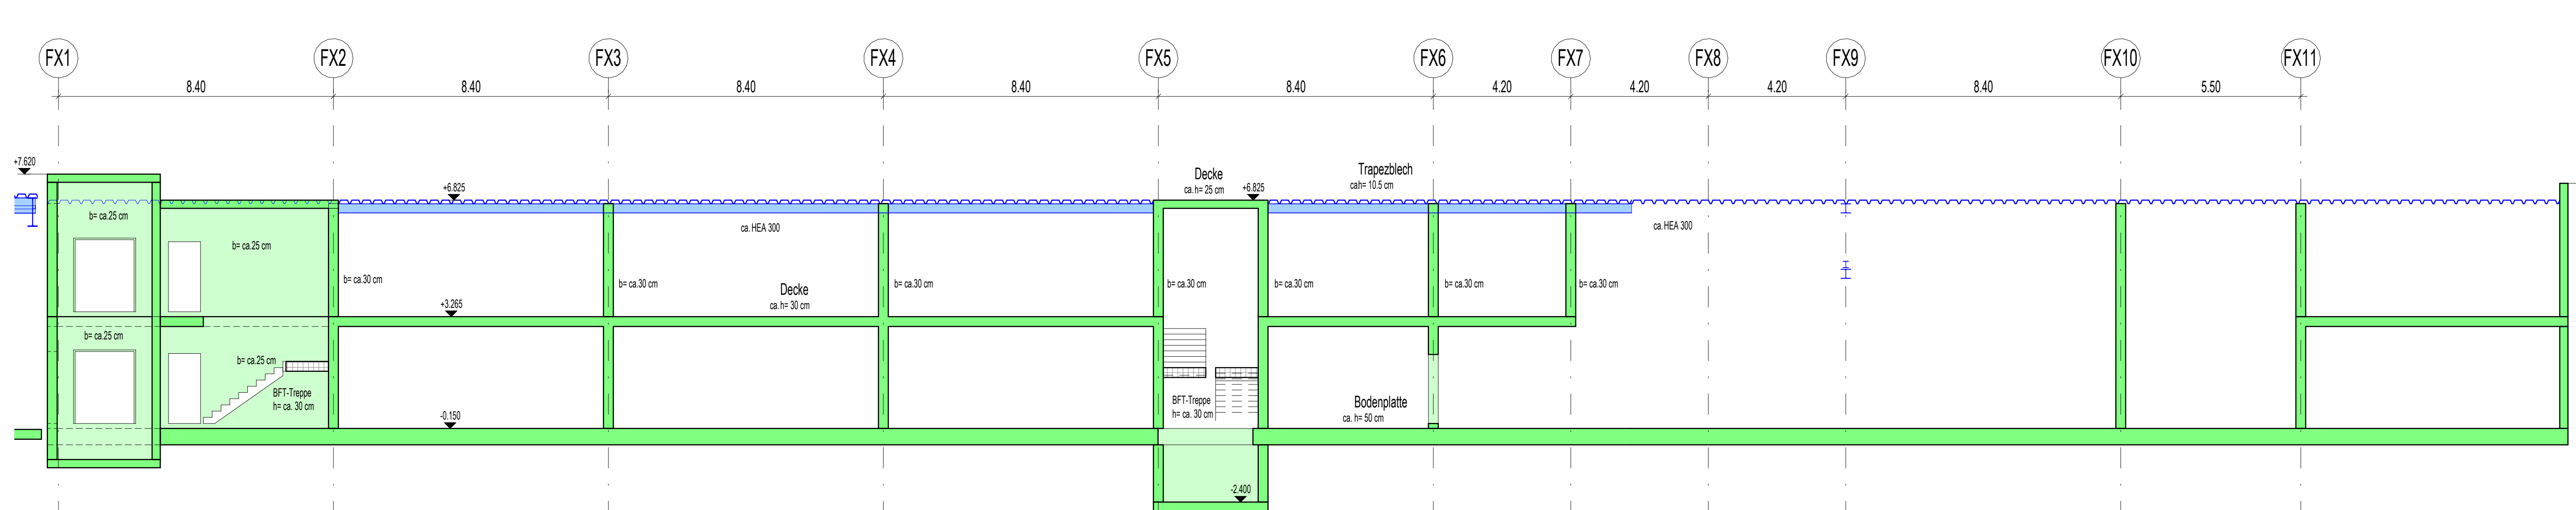 FX1 FX2 FX3 FX4 FX5 FX6 FX7 FX8 FX9 FX10 FX11
8.40 8.40 8.40 8.40 8.40 4.20 4.20 4.20 8.40 5.50
+7.620
Decke
ca. h= 25 cm
Trapezblech
cah= 10.5 cm
+6.825
+6.825
b= ca.25 cm
b= ca.25 cm
ca. HEA 300
ca. HEA 300
b= ca.30 cm
b= ca.30 cm
b= ca.30 cm
b= ca.30 cm
b= ca.30 cm
b= ca.30 cm
b= ca.30 cm
Decke
ca. h= 30 cm
+3.265
b= ca.25 cm
b= ca.25 cm
BFT-Treppe
h= ca. 30 cm
BFT-Treppe
h= ca. 30 cm
Bodenplatte
ca. h= 50 cm
-0.150
-2.400